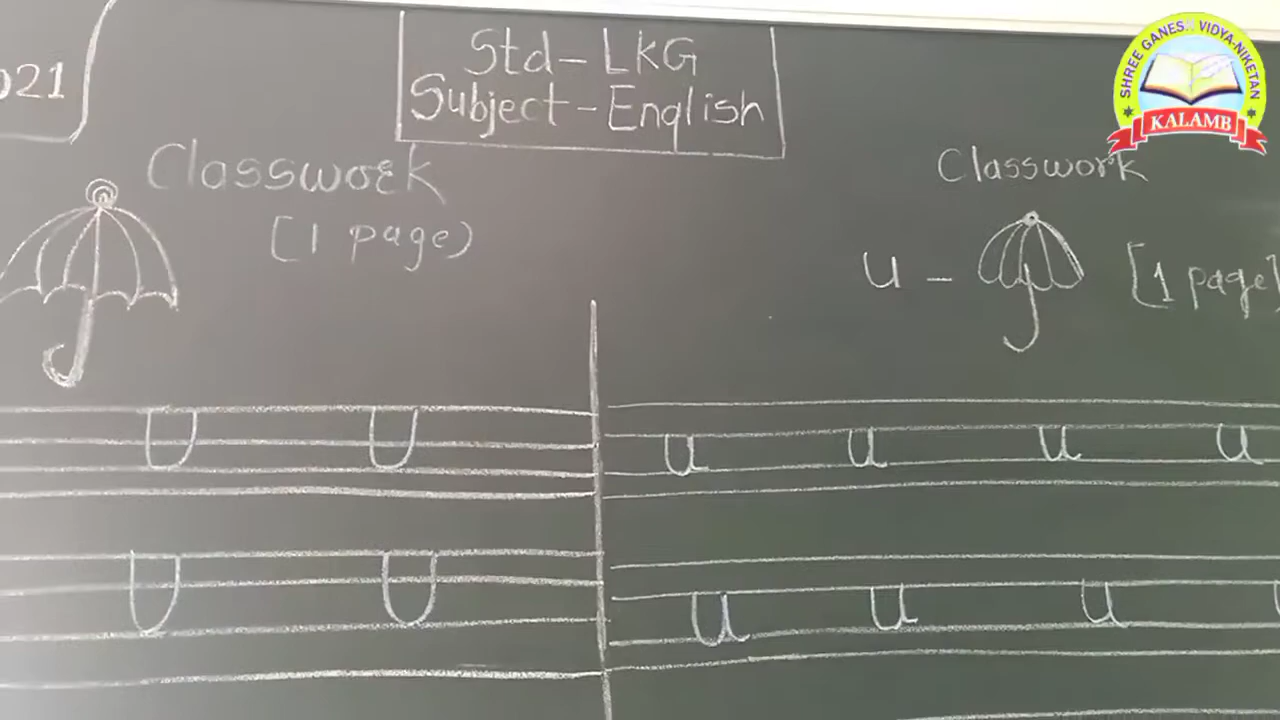 021
Std-LKG
Subject-English
SHREE GANESH VIDYA-NIKETAN
KALAMB
Classwork
[1 page)
Classwork
u - [1 page]
U U
U U
u u u u
u u u